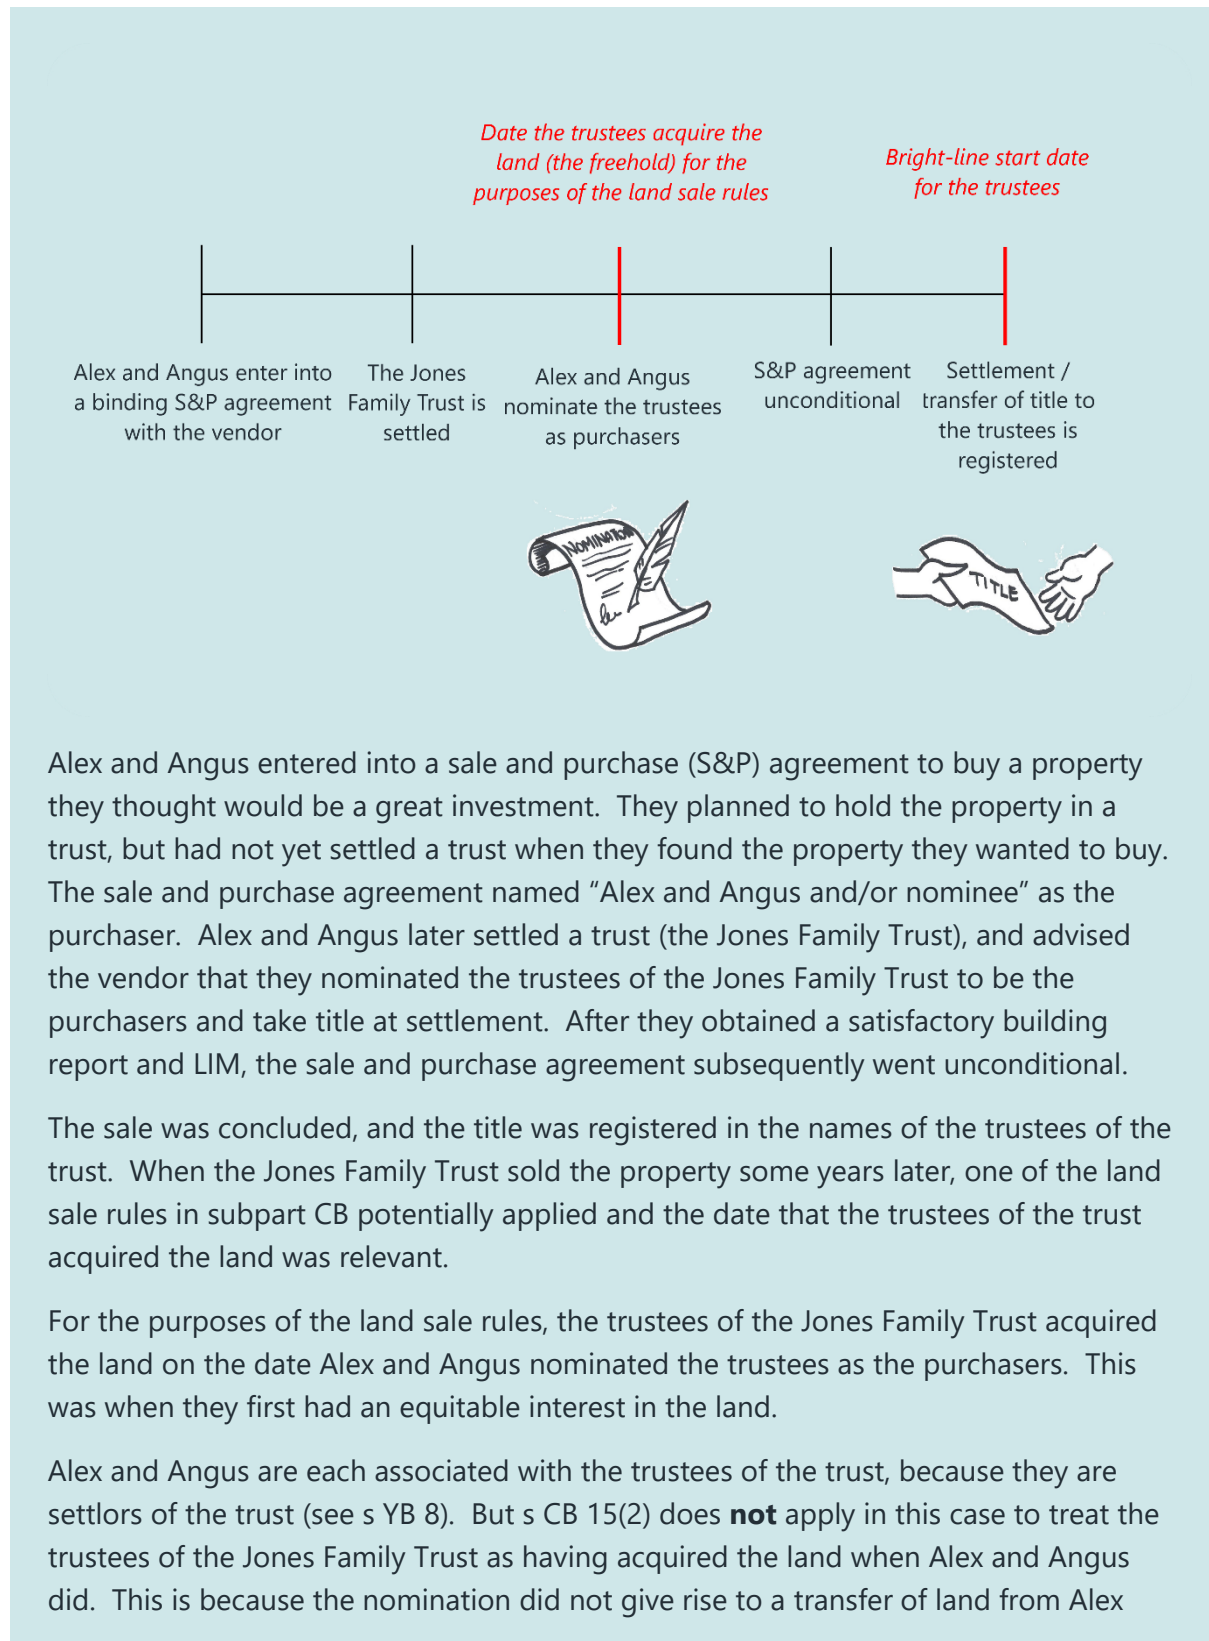 Date the trustees acquire the
land (the freehold) for the
purposes of the land sale rules
Bright-line start date
for the trustees
Alex and Angus enter into
a binding S&P agreement
with the vendor
The Jones
Family Trust is
settled
Alex and Angus
nominate the trustees
as purchasers
S&P agreement
unconditional
Settlement /
transfer of title to
the trustees is
registered
NOMINATION
TITLE
Alex and Angus entered into a sale and purchase (S&P) agreement to buy a property
they thought would be a great investment.  They planned to hold the property in a
trust, but had not yet settled a trust when they found the property they wanted to buy.
The sale and purchase agreement named “Alex and Angus and/or nominee” as the
purchaser.  Alex and Angus later settled a trust (the Jones Family Trust), and advised
the vendor that they nominated the trustees of the Jones Family Trust to be the
purchasers and take title at settlement.  After they obtained a satisfactory building
report and LIM, the sale and purchase agreement subsequently went unconditional.
The sale was concluded, and the title was registered in the names of the trustees of the
trust.  When the Jones Family Trust sold the property some years later, one of the land
sale rules in subpart CB potentially applied and the date that the trustees of the trust
acquired the land was relevant.
For the purposes of the land sale rules, the trustees of the Jones Family Trust acquired
the land on the date Alex and Angus nominated the trustees as the purchasers.  This
was when they first had an equitable interest in the land.
Alex and Angus are each associated with the trustees of the trust, because they are
settlors of the trust (see s YB 8).  But s CB 15(2) does not apply in this case to treat the
trustees of the Jones Family Trust as having acquired the land when Alex and Angus
did.  This is because the nomination did not give rise to a transfer of land from Alex